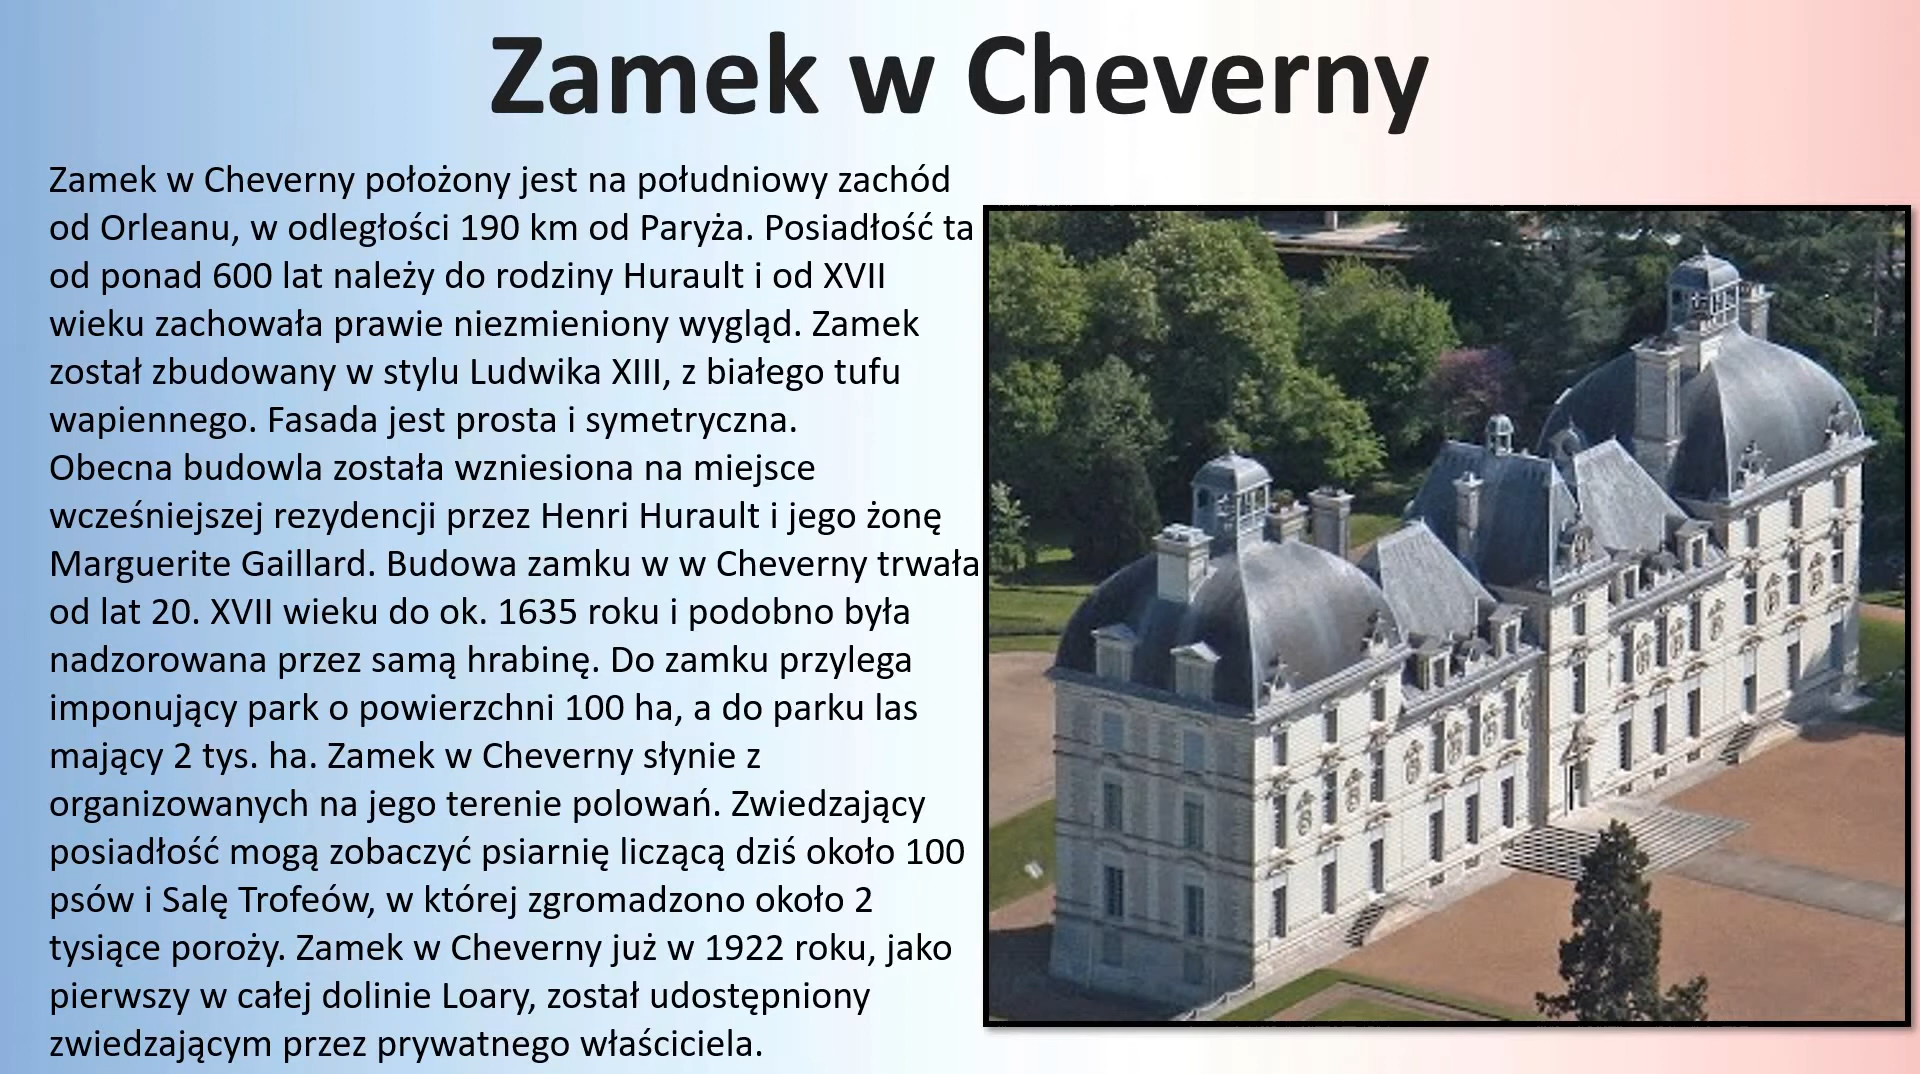 Zamek w Cheverny
Zamek w Cheverny położony jest na południowy zachód
od Orleanu, w odległości 190 km od Paryża. Posiadłość ta
od ponad 600 lat należy do rodziny Hurault i od XVII
wieku zachowała prawie niezmieniony wygląd. Zamek
został zbudowany w stylu Ludwika XIII, z białego tufu
wapiennego. Fasada jest prosta i symetryczna.
Obecna budowla została wzniesiona na miejsce
wcześniejszej rezydencji przez Henri Hurault i jego żonę
Marguerite Gaillard. Budowa zamku w w Cheverny trwała
od lat 20. XVII wieku do ok. 1635 roku i podobno była
nadzorowana przez samą hrabinę. Do zamku przylega
imponujący park o powierzchni 100 ha, a do parku las
mający 2 tys. ha. Zamek w Cheverny słynie z
organizowanych na jego terenie polowań. Zwiedzający
posiadłość mogą zobaczyć psiarnię liczącą dziś około 100
psów i Salę Trofeów, w której zgromadzono około 2
tysiące poroży. Zamek w Cheverny już w 1922 roku, jako
pierwszy w całej dolinie Loary, został udostępniony
zwiedzającym przez prywatnego właściciela.